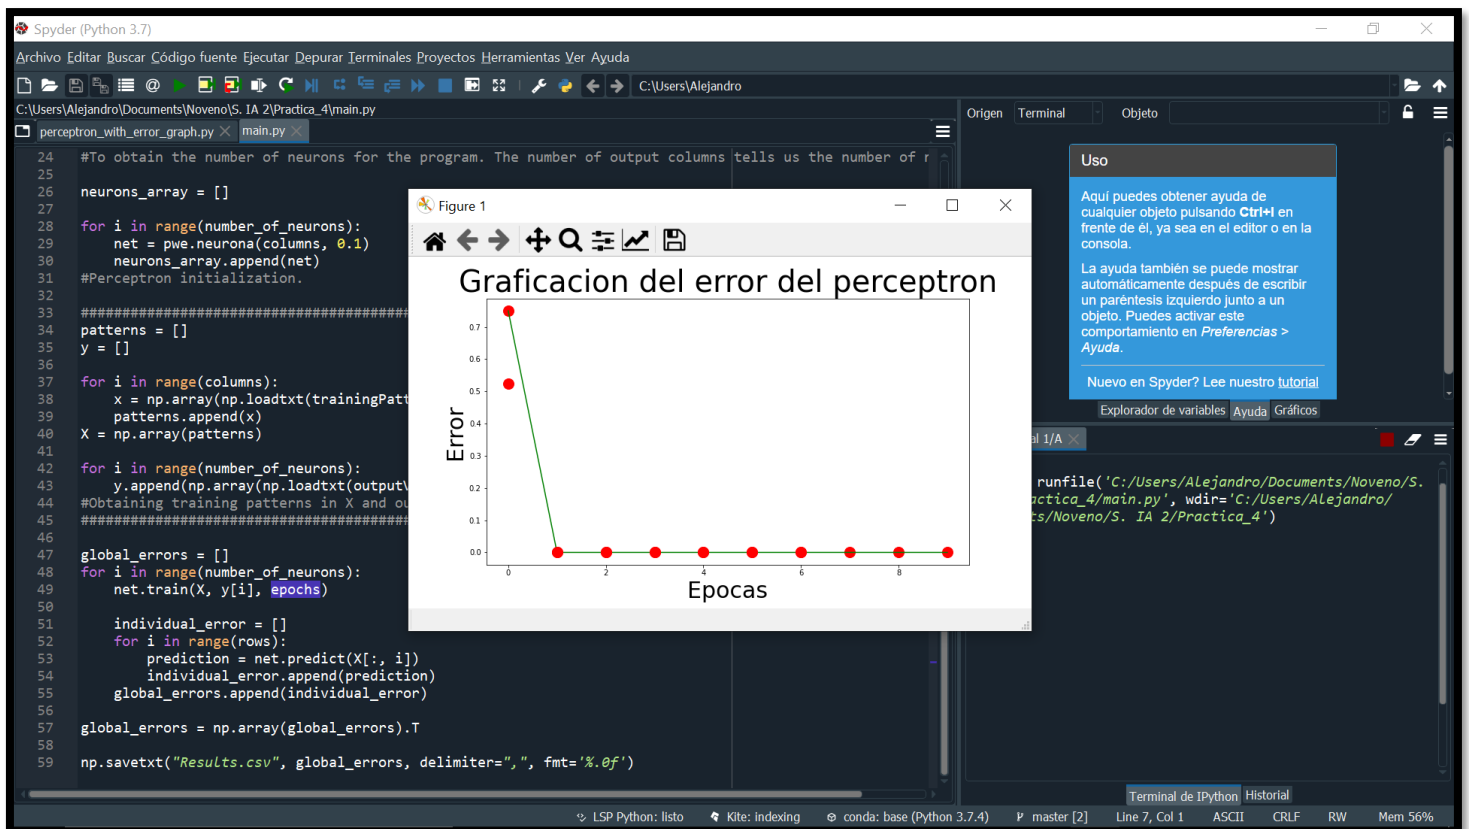 Spyder (Python 3.7)
Archivo Editar Buscar Código fuente Ejecutar Depurar Terminales Proyectos Herramientas Ver Ayuda
C:\Users\Alejandro
C:\Users\Alejandro\Documents\Noveno\S. IA 2\Practica_4\main.py
perceptron_with_error_graph.py main.py
24 #To obtain the number of neurons for the program. The number of output columns tells us the number of
25
26 neurons_array = []
27
28 for i in range(number_of_neurons):
29 net = pwe.neurona(columns, 0.1)
30 neurons_array.append(net)
31 #Perceptron initialization.
32
33 ########################################
34 patterns = []
35 y = []
36
37 for i in range(columns):
38 x = np.array(np.loadtxt(trainingPatt
39 patterns.append(x)
40 X = np.array(patterns)
41
42 for i in range(number_of_neurons):
43 y.append(np.array(np.loadtxt(output
44 #Obtaining training patterns in X and ou
45 ########################################
46
47 global_errors = []
48 for i in range(number_of_neurons):
49 net.train(X, y[i], epochs)
50
51 individual_error = []
52 for i in range(rows):
53 prediction = net.predict(X[:, i])
54 individual_error.append(prediction)
55 global_errors.append(individual_error)
56
57 global_errors = np.array(global_errors).T
58
59 np.savetxt("Results.csv", global_errors, delimiter=",", fmt='%.0f')
Figure 1
Graficacion del error del perceptron
0.7
0.6
0.5
0.4
0.3
0.2
0.1
0.0
Error
0 2 4 6 8
Epocas
Origen Terminal Objeto
Uso
Aquí puedes obtener ayuda de
cualquier objeto pulsando Ctrl+I en
frente de él, ya sea en el editor o en la
consola.
La ayuda también se puede mostrar
automáticamente después de escribir
un paréntesis izquierdo junto a un
objeto. Puedes activar este
comportamiento en Preferencias >
Ayuda.
Nuevo en Spyder? Lee nuestro tutorial
Explorador de variables Ayuda Gráficos
al 1/A
runfile('C:/Users/Alejandro/Documents/Noveno/S.
actica_4/main.py', wdir='C:/Users/Alejandro/
ts/Noveno/S. IA 2/Practica_4')
Terminal de IPython Historial
LSP Python: listo Kite: indexing conda: base (Python 3.7.4) master [2] Line 7, Col 1 ASCII CRLF RW Mem 56%